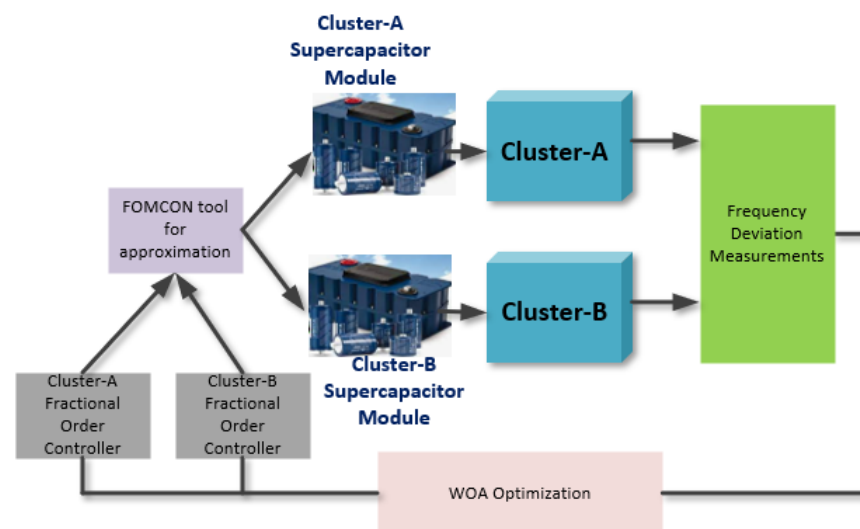 Cluster-A
Supercapacitor
Module
Cluster-A
FOMCON tool
for
approximation
Frequency
Deviation
Measurements
Cluster-B
Cluster-B
Supercapacitor
Module
Cluster-A
Fractional
Order
Controller
Cluster-B
Fractional
Order
Controller
WOA Optimization